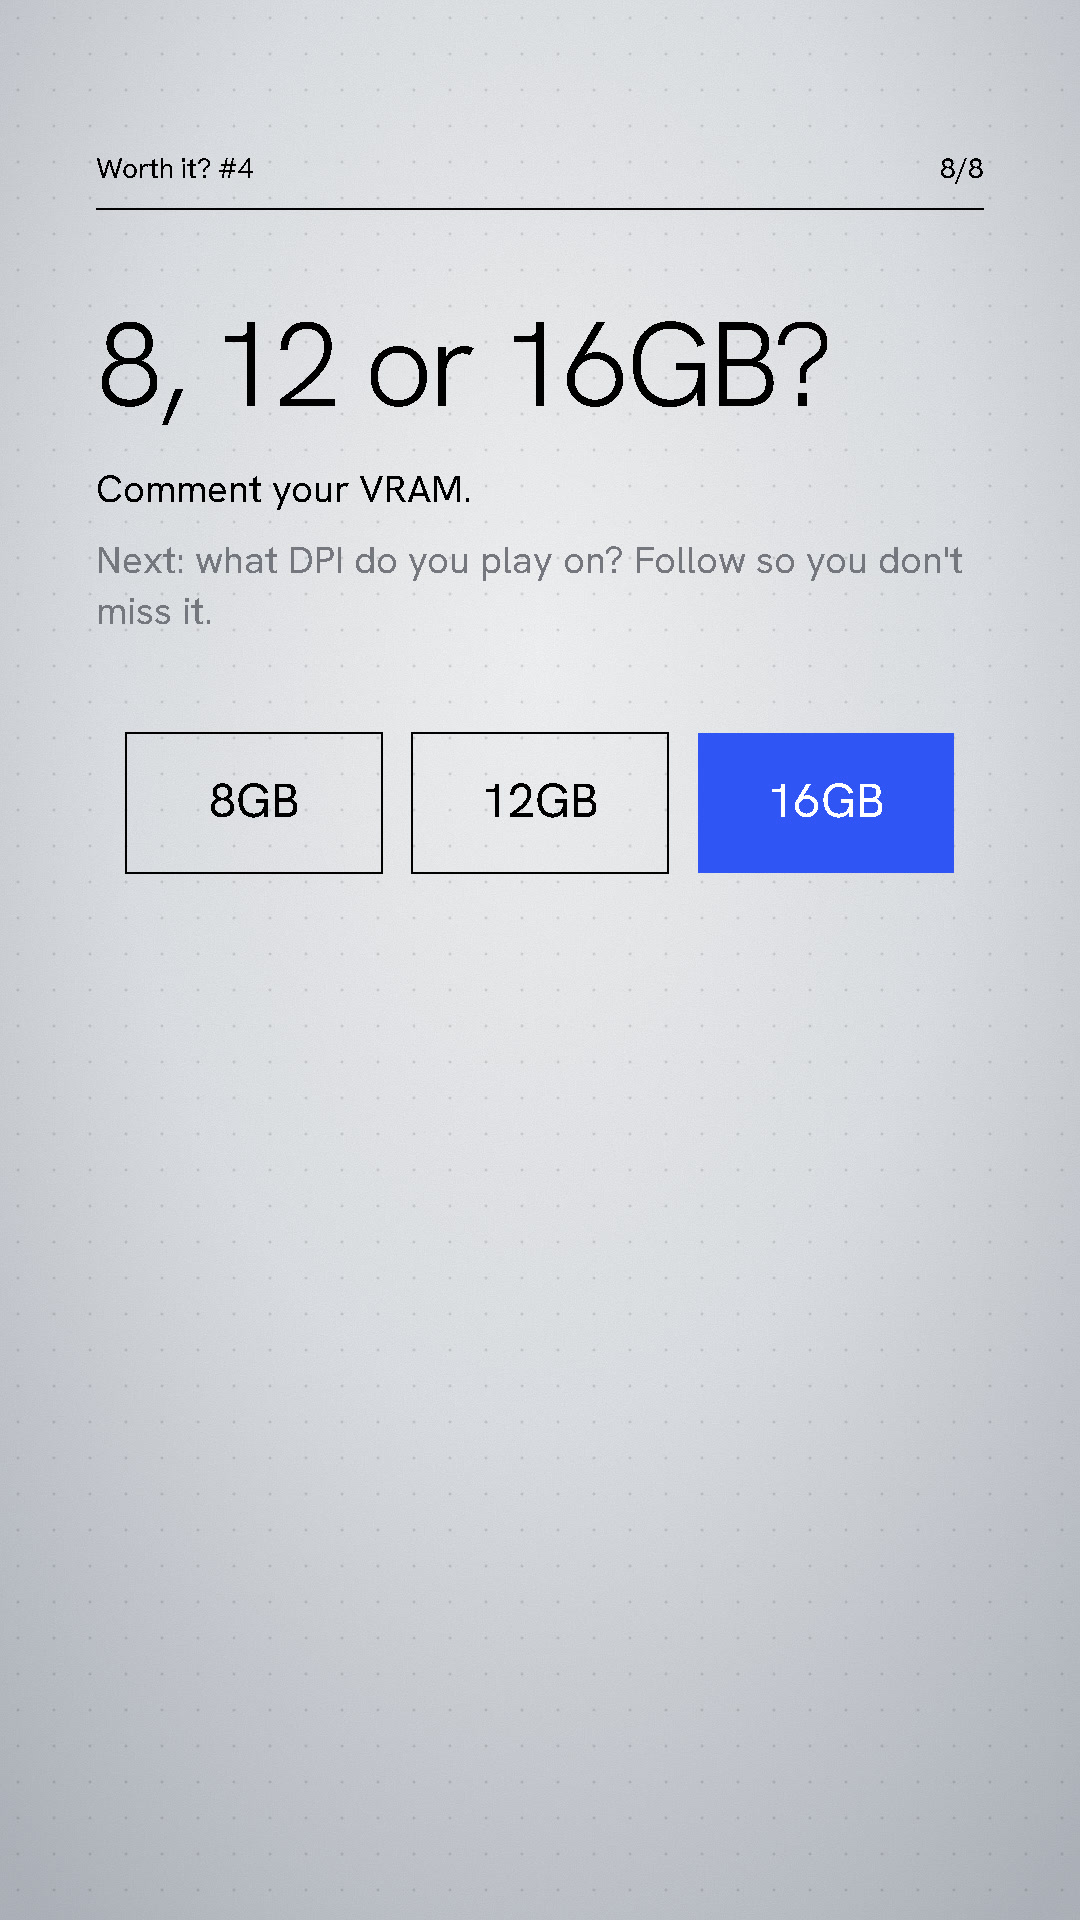 Worth it? #4 8/8
8, 12 or 16GB?
Comment your VRAM.
Next: what DPI do you play on? Follow so you don't
miss it.
8GB 12GB 16GB